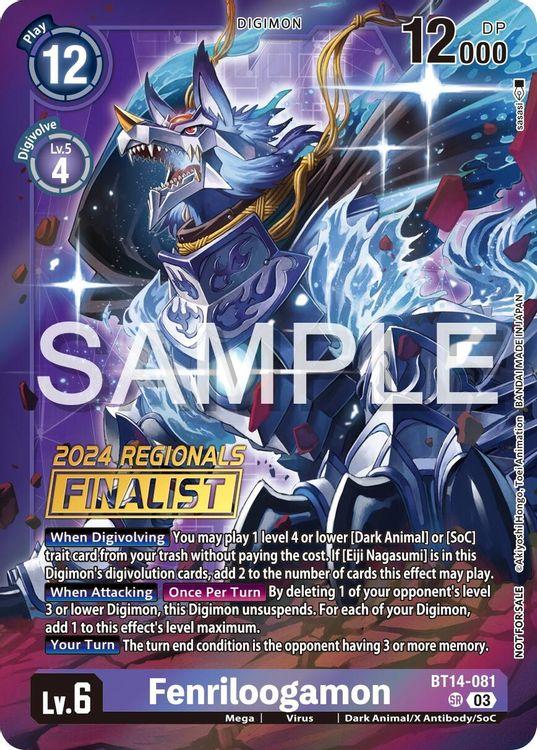 DIGIMON
Play
12
DP
12000
Digivolve
Lv.5
4
sasasi
SAMPLE
2024 REGIONALS
FINALIST
When Digivolving You may play 1 level 4 or lower [Dark Animal] or [SoC]
trait card from your trash without paying the cost. If [Eiji Nagasumi] is in this
Digimon's digivolution cards, add 2 to the number of cards this effect may play.
When Attacking Once Per Turn By deleting 1 of your opponent's level
3 or lower Digimon, this Digimon unsuspends. For each of your Digimon,
add 1 to this effect's level maximum.
Your Turn The turn end condition is the opponent having 3 or more memory.
NOT FOR SALE ©Akiyoshi Hongo, Toei Animation BANDAI MADE IN JAPAN
Lv.6
Fenriloogamon
BT14-081
SR 03
Mega | Virus | Dark Animal/X Antibody/SoC